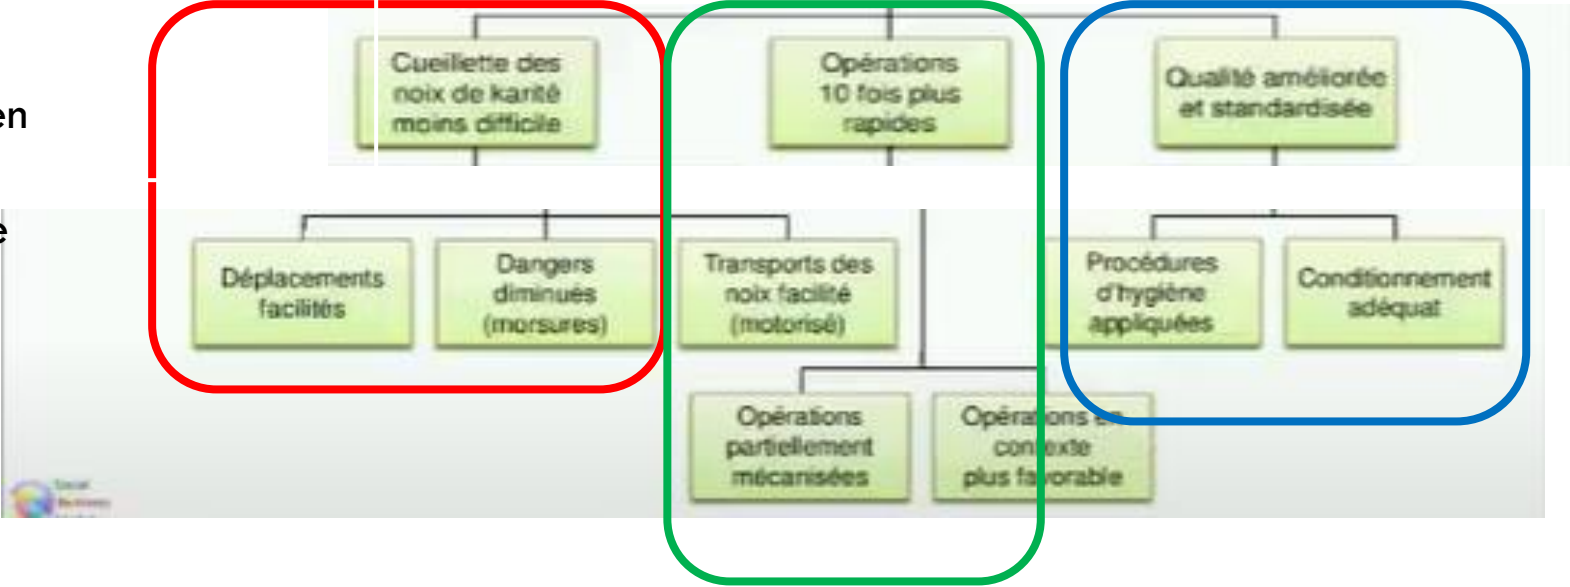 en
e
Cueillette des
noix de karité
moins difficile
Opérations
10 fois plus
rapides
Qualité améliorée
et standardisée
Déplacements
facilités
Dangers
diminués
(morsures)
Transports des
noix facilité
(motorisé)
Procédures
d'hygiène
appliquées
Conditionnement
adéquat
Opérations
partiellement
mécanisées
Opérations en
contexte
plus favorable
Social
Business